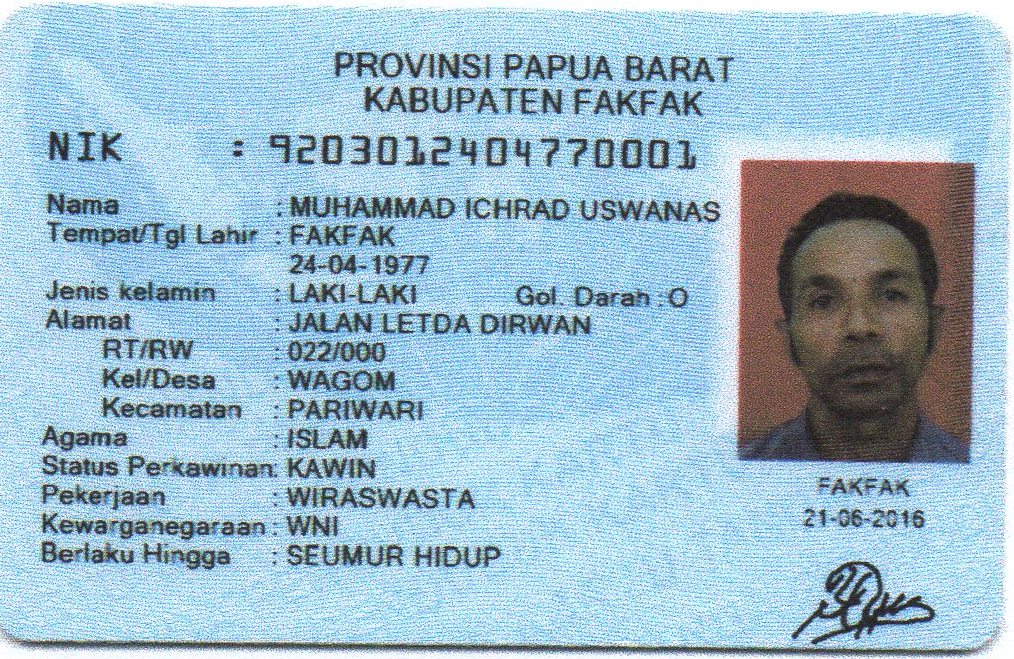 PROVINSI PAPUA BARAT
KABUPATEN FAKFAK
NIK : 9203012404770001
Nama : MUHAMMAD ICHRAD USWANAS
Tempat/Tgl Lahir : FAKFAK
24-04-1977
Jenis kelamin : LAKI-LAKI Gol. Darah : O
Alamat : JALAN LETDA DIRWAN
RT/RW : 022/000
Kel/Desa : WAGOM
Kecamatan : PARIWARI
Agama : ISLAM
Status Perkawinan: KAWIN
Pekerjaan : WIRASWASTA
Kewarganegaraan : WNI
Berlaku Hingga : SEUMUR HIDUP
FAKFAK
21-06-2016